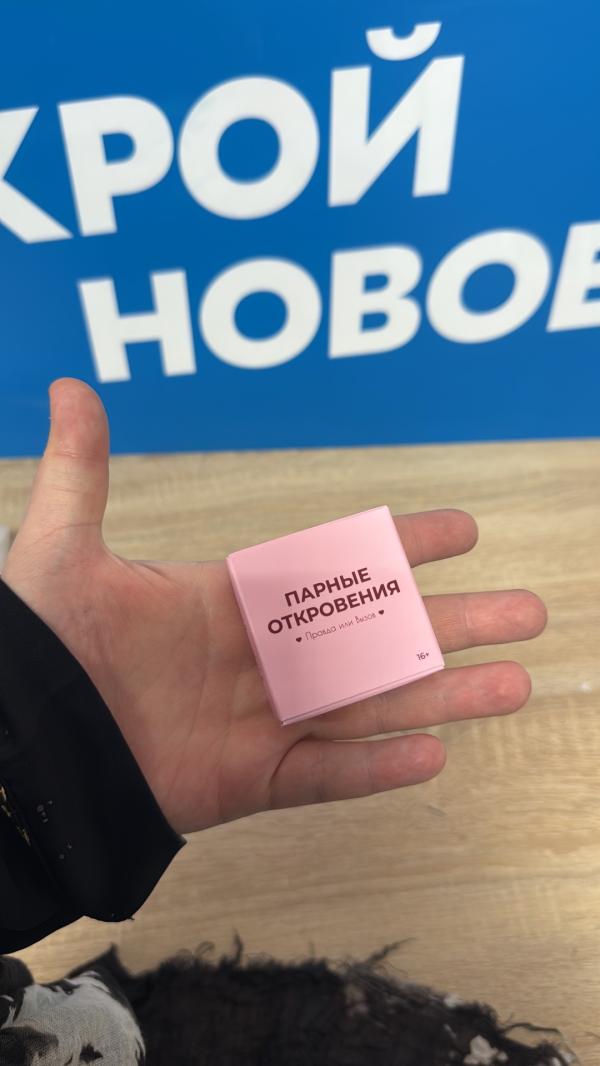 КРОЙ
НОВОЕ
ПАРНЫЕ
ОТКРОВЕНИЯ
♥ Правда или Вызов ♥
16+